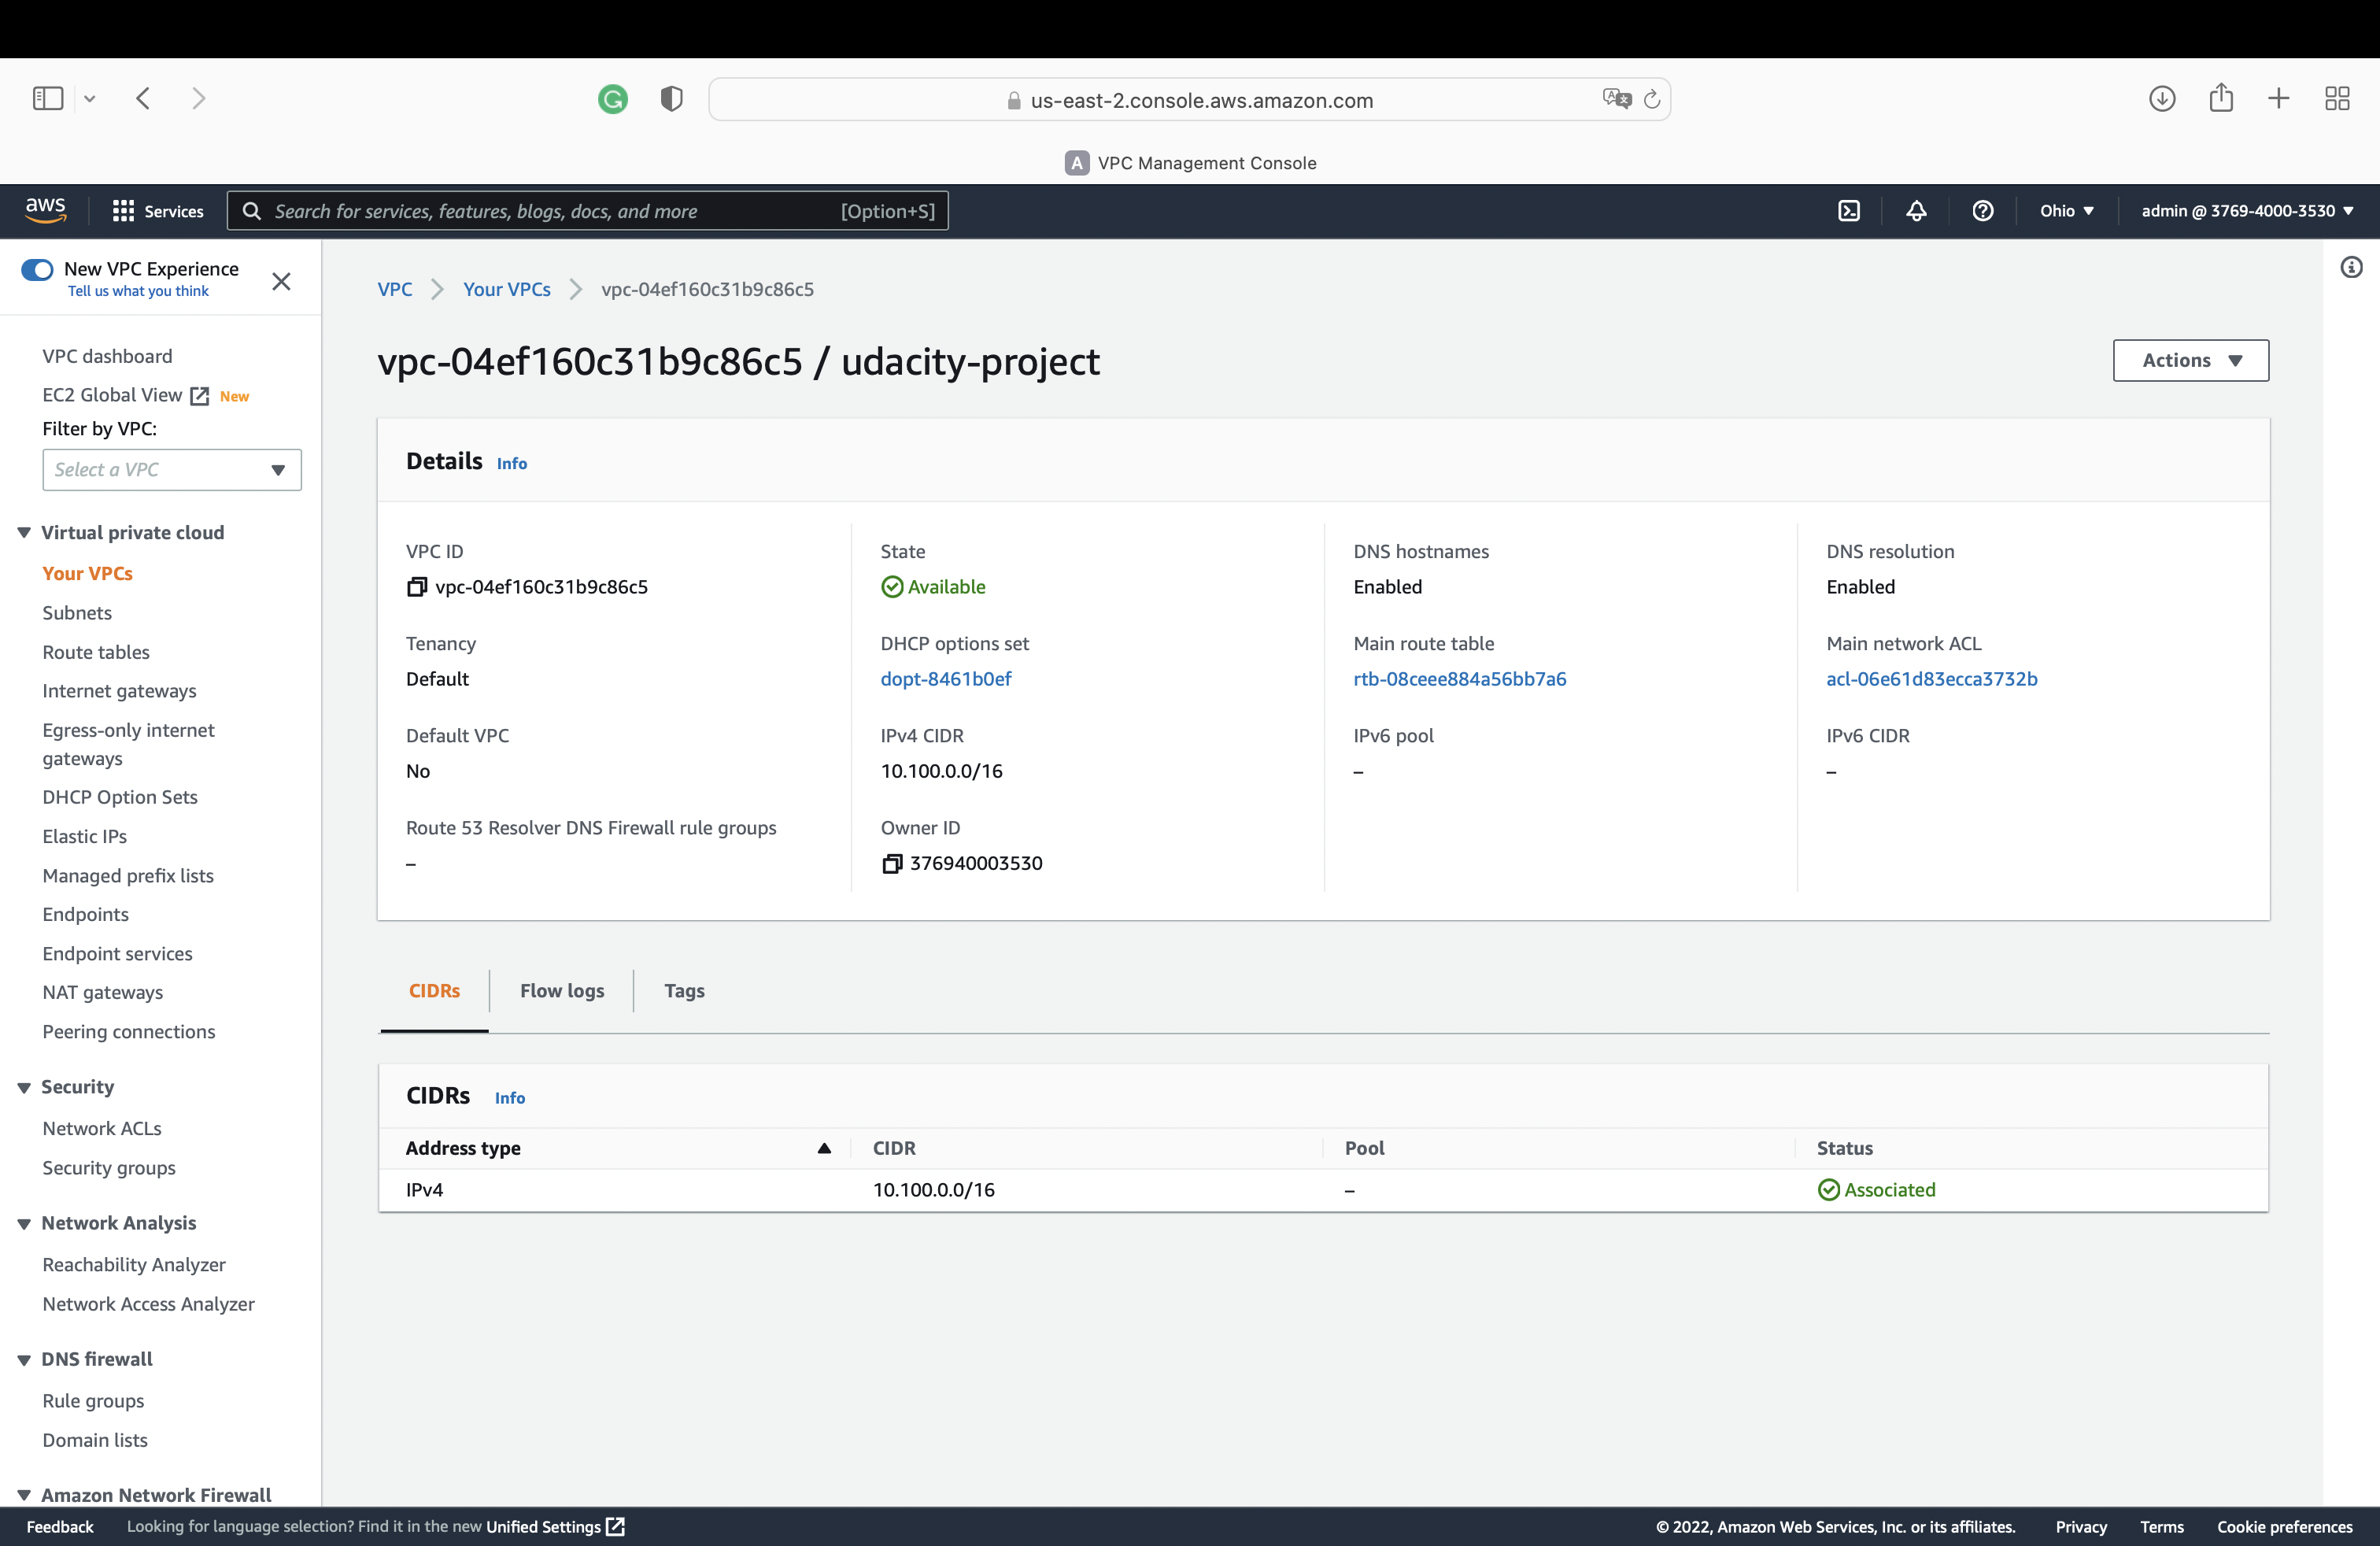 us-east-2.console.aws.amazon.com
A VPC Management Console
aws Services Search for services, features, blogs, docs, and more [Option+S] Ohio admin @ 3769-4000-3530
New VPC Experience
Tell us what you think
VPC dashboard
EC2 Global View New
Filter by VPC:
Select a VPC
Virtual private cloud
Your VPCs
Subnets
Route tables
Internet gateways
Egress-only internet
gateways
DHCP Option Sets
Elastic IPs
Managed prefix lists
Endpoints
Endpoint services
NAT gateways
Peering connections
Security
Network ACLs
Security groups
Network Analysis
Reachability Analyzer
Network Access Analyzer
DNS firewall
Rule groups
Domain lists
Amazon Network Firewall
VPC Your VPCs vpc-04ef160c31b9c86c5
vpc-04ef160c31b9c86c5 / udacity-project
Actions
Details Info
VPC ID State DNS hostnames DNS resolution
vpc-04ef160c31b9c86c5 Available Enabled Enabled
Tenancy DHCP options set Main route table Main network ACL
Default dopt-8461b0ef rtb-08ceee884a56bb7a6 acl-06e61d83ecca3732b
Default VPC IPv4 CIDR IPv6 pool IPv6 CIDR
No 10.100.0.0/16 – –
Route 53 Resolver DNS Firewall rule groups Owner ID
– 376940003530
CIDRs Flow logs Tags
CIDRs Info
Address type CIDR Pool Status
IPv4 10.100.0.0/16 – Associated
Feedback Looking for language selection? Find it in the new Unified Settings © 2022, Amazon Web Services, Inc. or its affiliates. Privacy Terms Cookie preferences